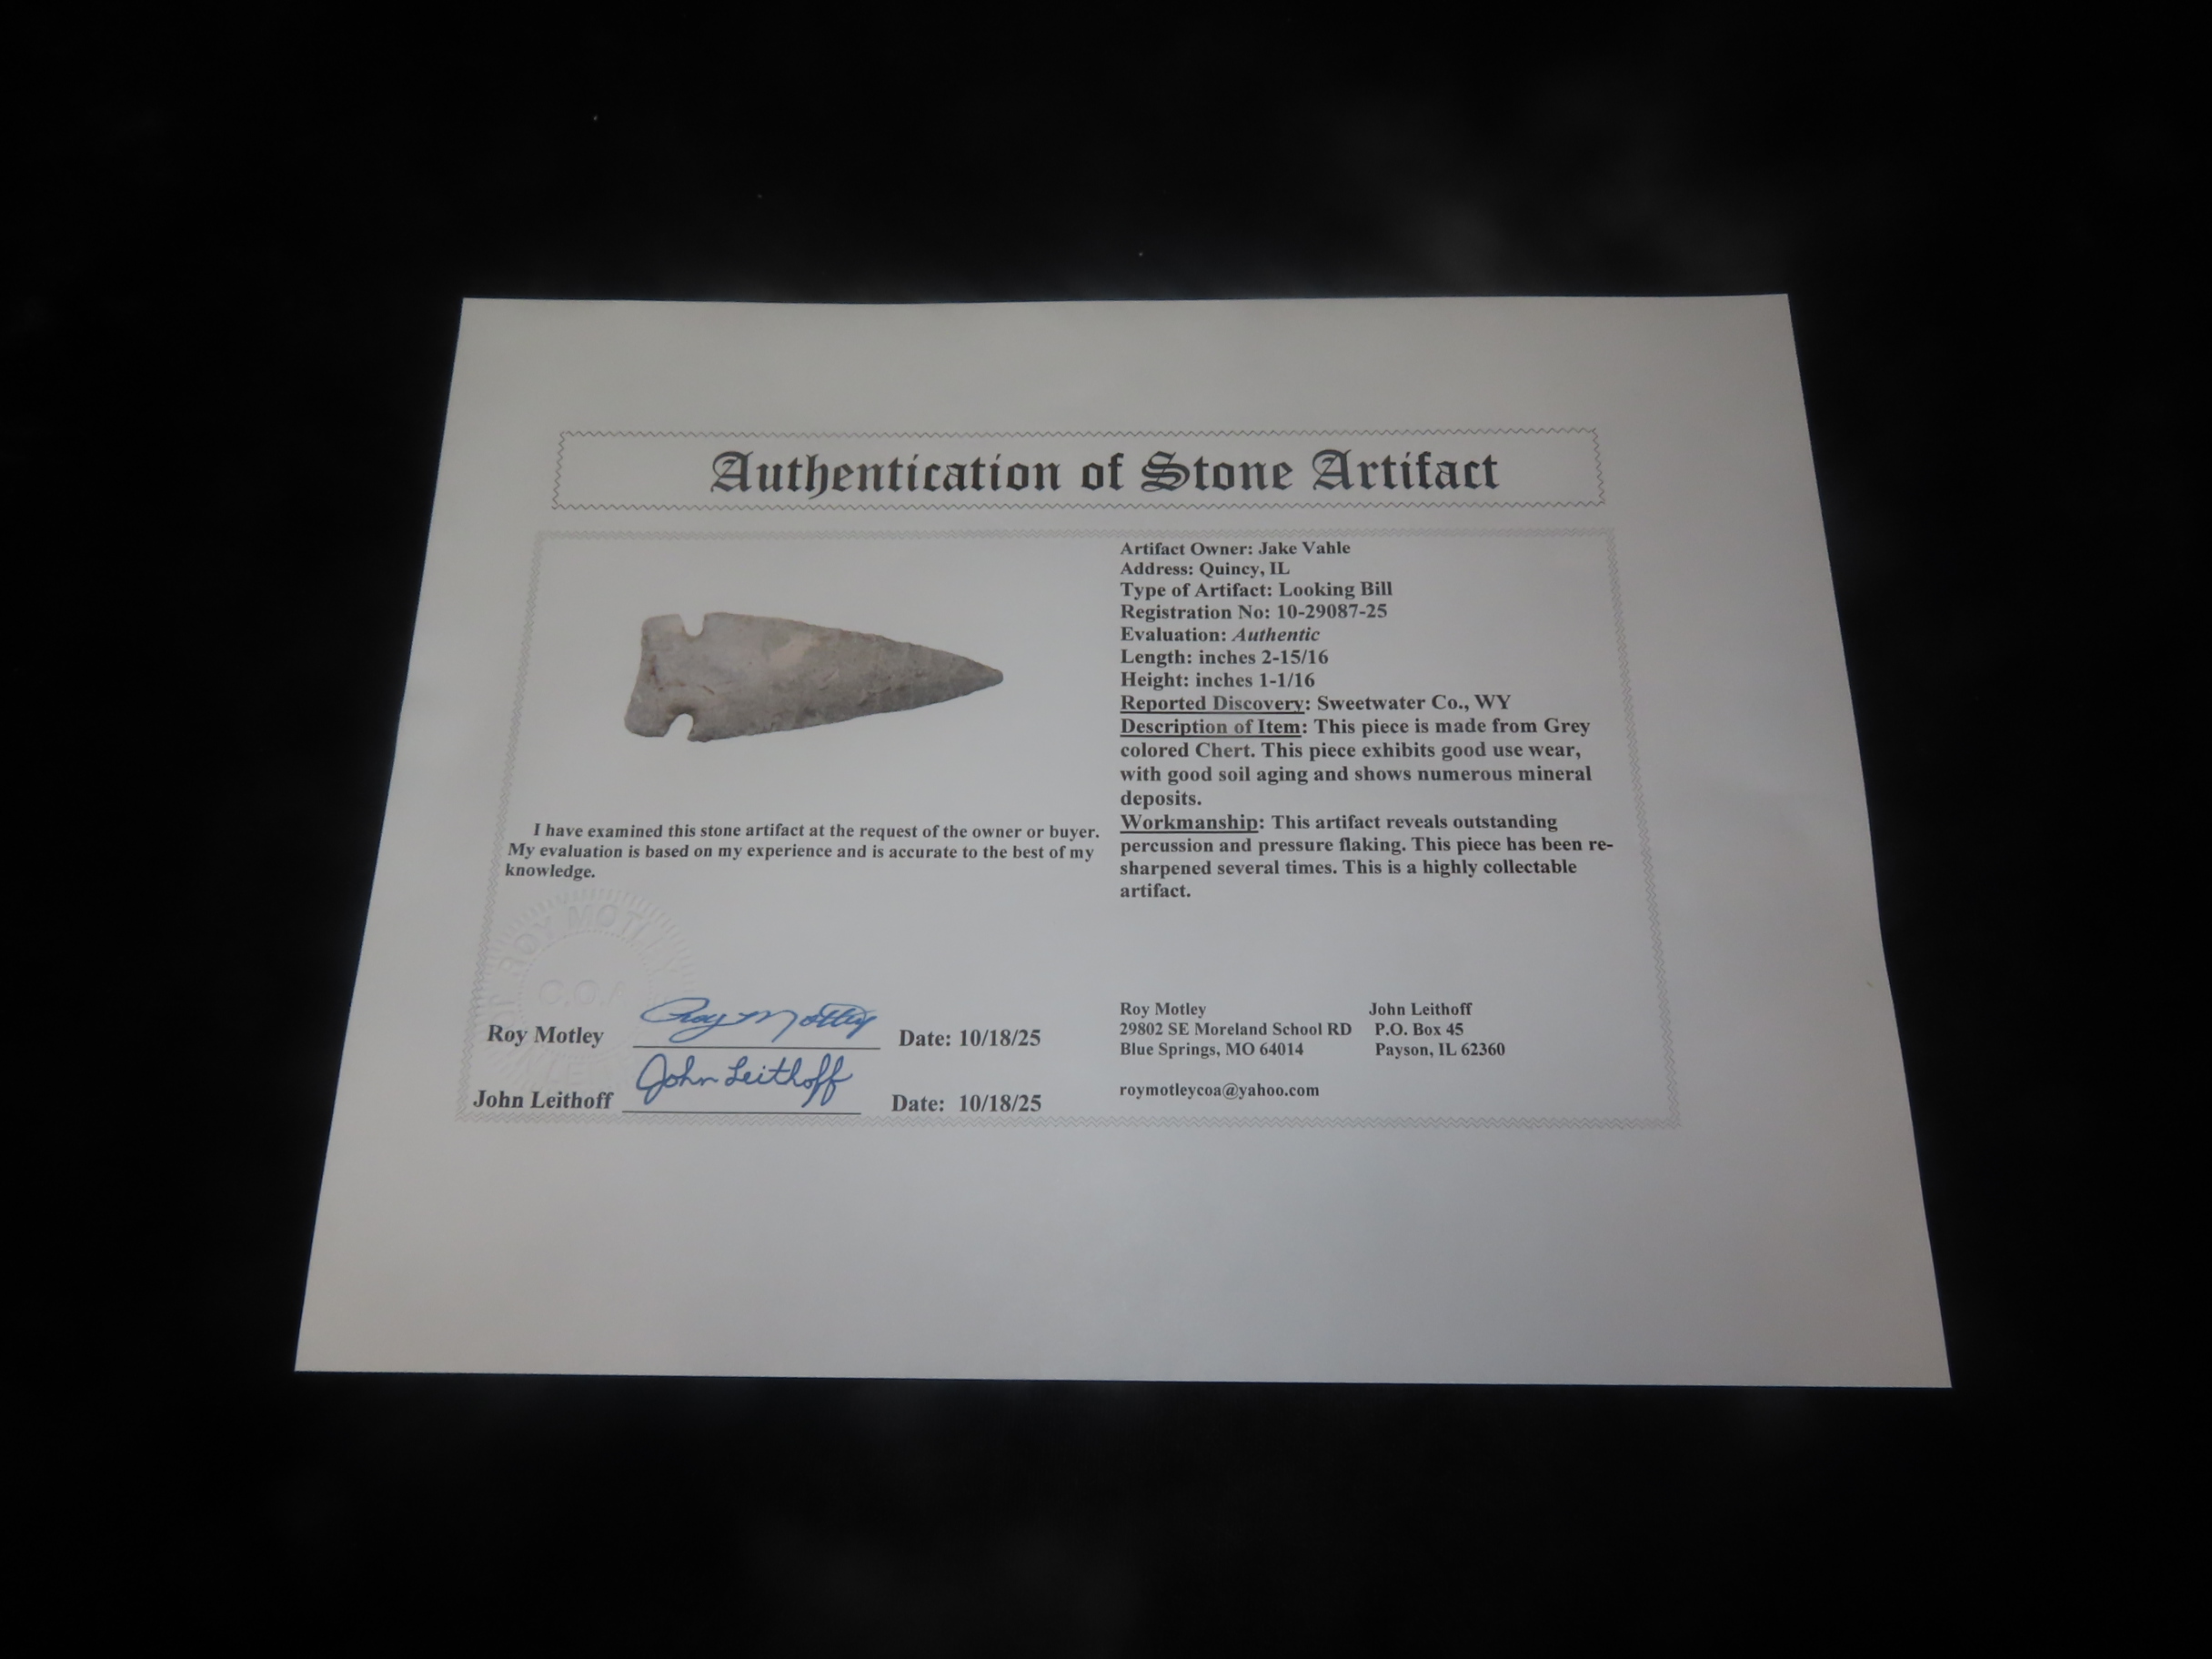 Authentication of Stone Artifact
Artifact Owner: Jake Vahle
Address: Quincy, IL
Type of Artifact: Looking Bill
Registration No: 10-29087-25
Evaluation: Authentic
Length: inches 2-15/16
Height: inches 1-1/16
Reported Discovery: Sweetwater Co., WY
Description of Item: This piece is made from Grey
colored Chert. This piece exhibits good use wear,
with good soil aging and shows numerous mineral
deposits.
Workmanship: This artifact reveals outstanding
percussion and pressure flaking. This piece has been re-
sharpened several times. This is a highly collectable
artifact.
I have examined this stone artifact at the request of the owner or buyer.
My evaluation is based on my experience and is accurate to the best of my
knowledge.
ROY MOTLEY
C.O.A
Roy Motley Roy Motley Date: 10/18/25
John Leithoff John Leithoff Date: 10/18/25
Roy Motley
29802 SE Moreland School RD
Blue Springs, MO 64014
roymotleycoa@yahoo.com
John Leithoff
P.O. Box 45
Payson, IL 62360